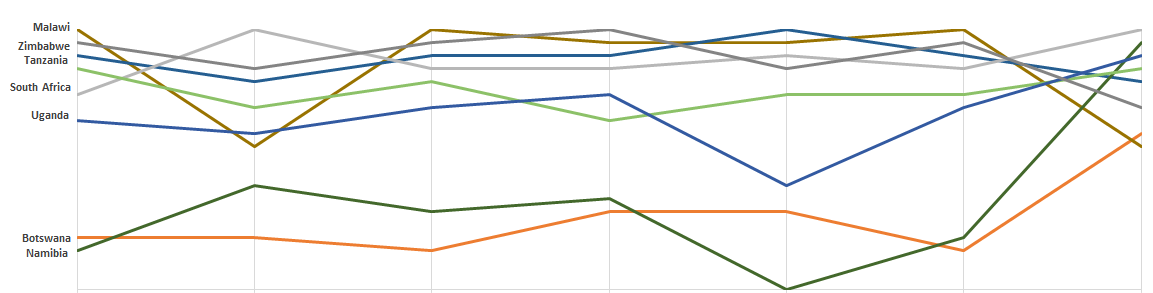 Malawi
Zimbabwe
Tanzania
South Africa
Uganda
Botswana
Namibia